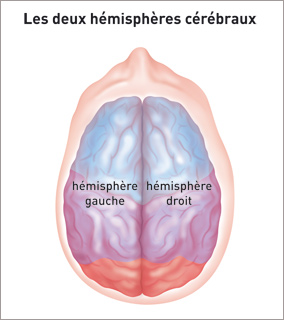 Les deux hémisphères cérébraux
hémisphère gauche
hémisphère droit